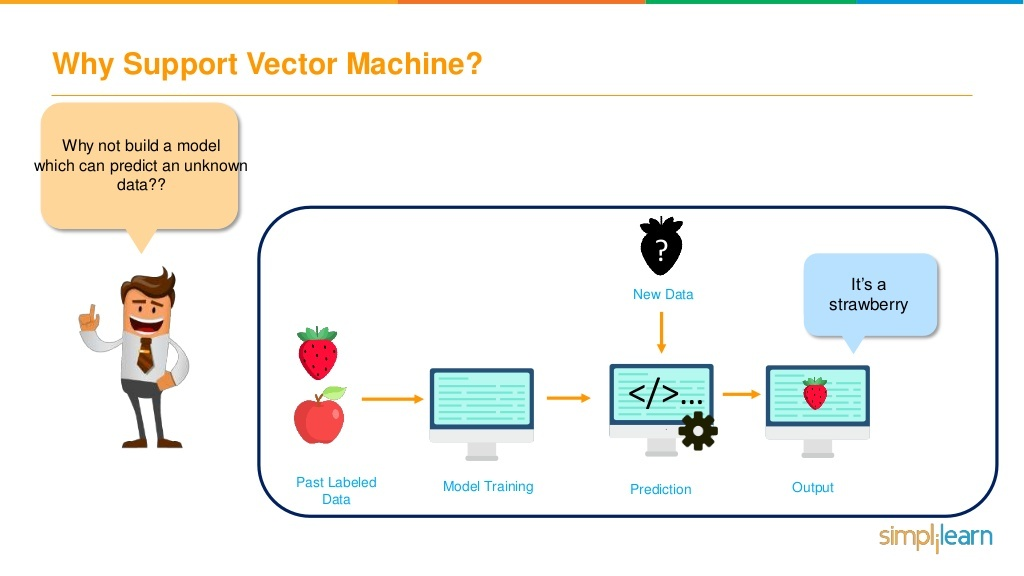 Why Support Vector Machine?
Why not build a model
which can predict an unknown
data??
?
New Data
It's a
strawberry
</>...
Past Labeled
Data
Model Training
Prediction
Output
simplilearn